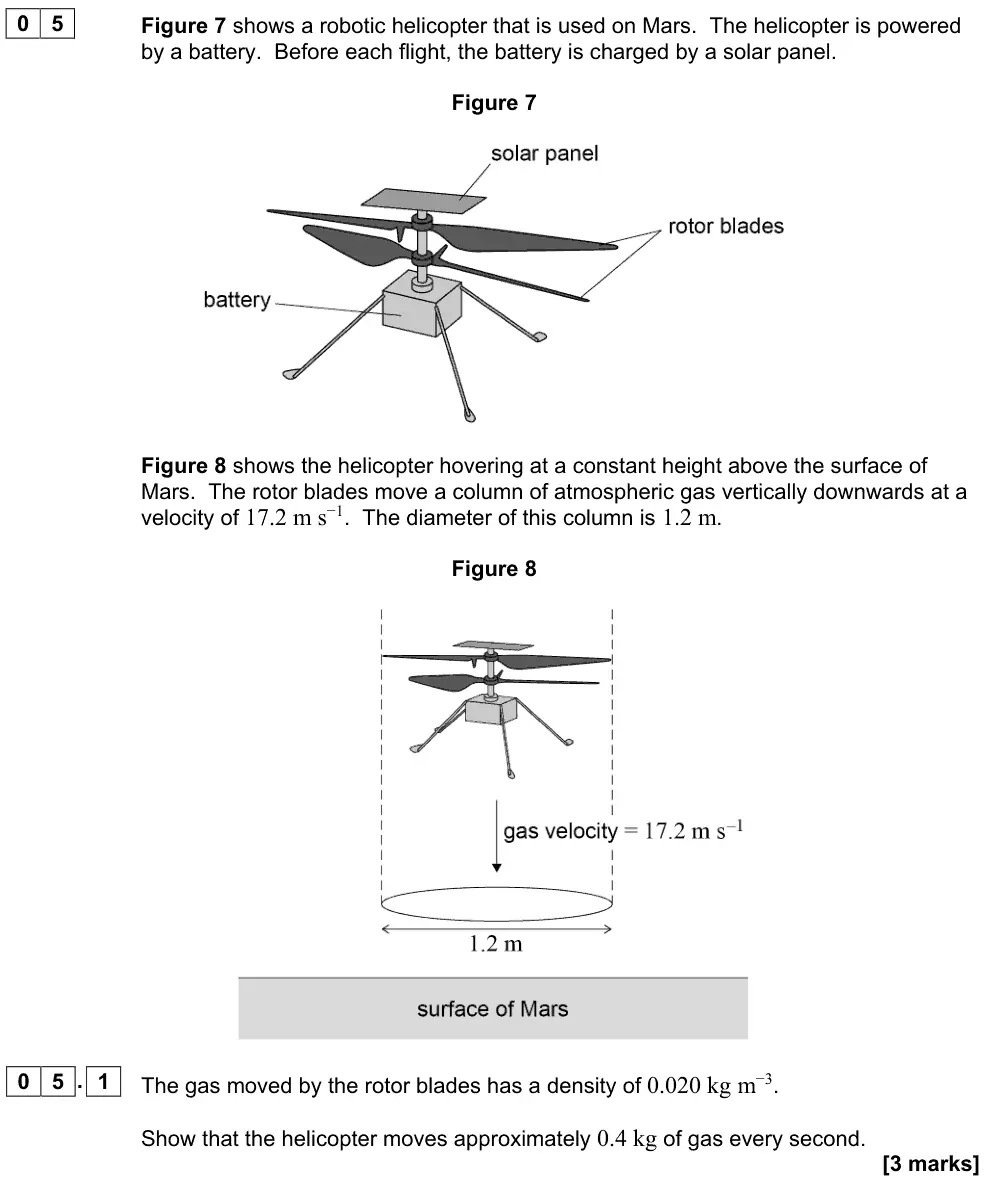 0 5
Figure 7 shows a robotic helicopter that is used on Mars. The helicopter is powered
by a battery. Before each flight, the battery is charged by a solar panel.
Figure 7
solar panel
rotor blades
battery
Figure 8 shows the helicopter hovering at a constant height above the surface of
Mars. The rotor blades move a column of atmospheric gas vertically downwards at a
velocity of 17.2 m s⁻¹. The diameter of this column is 1.2 m.
Figure 8
gas velocity = 17.2 m s⁻¹
1.2 m
surface of Mars
0 5 . 1
The gas moved by the rotor blades has a density of 0.020 kg m⁻³.
Show that the helicopter moves approximately 0.4 kg of gas every second.
[3 marks]